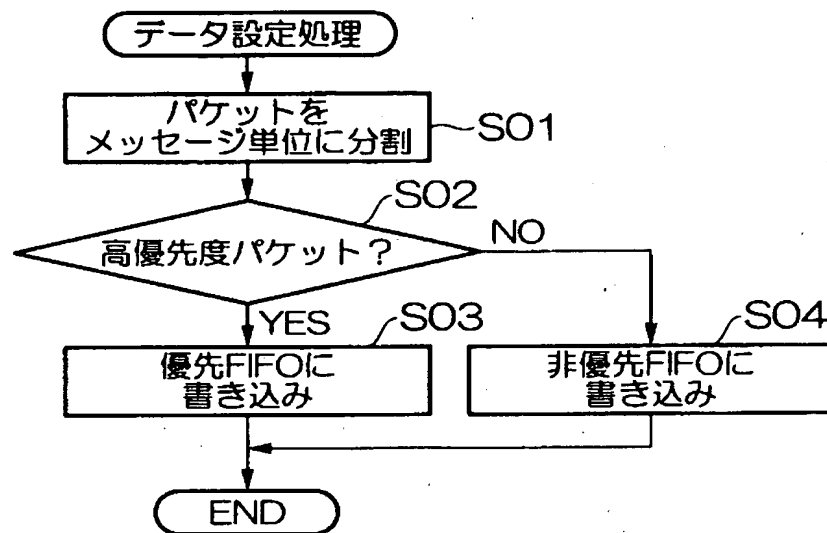 データ設定処理
パケットを
メッセージ単位に分割
S01
S02
高優先度パケット?
NO
YES
S03
S04
優先FIFOに
書き込み
非優先FIFOに
書き込み
END